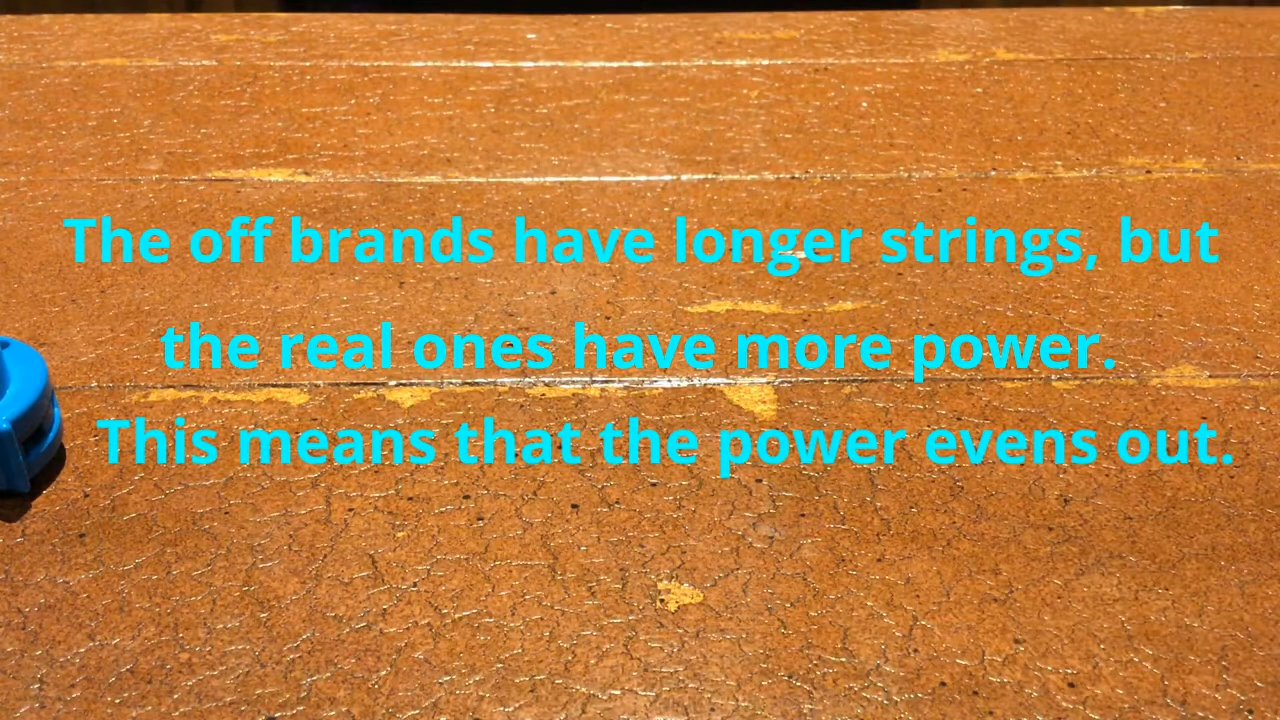 The off brands have longer strings, but
the real ones have more power.
This means that the power evens out.